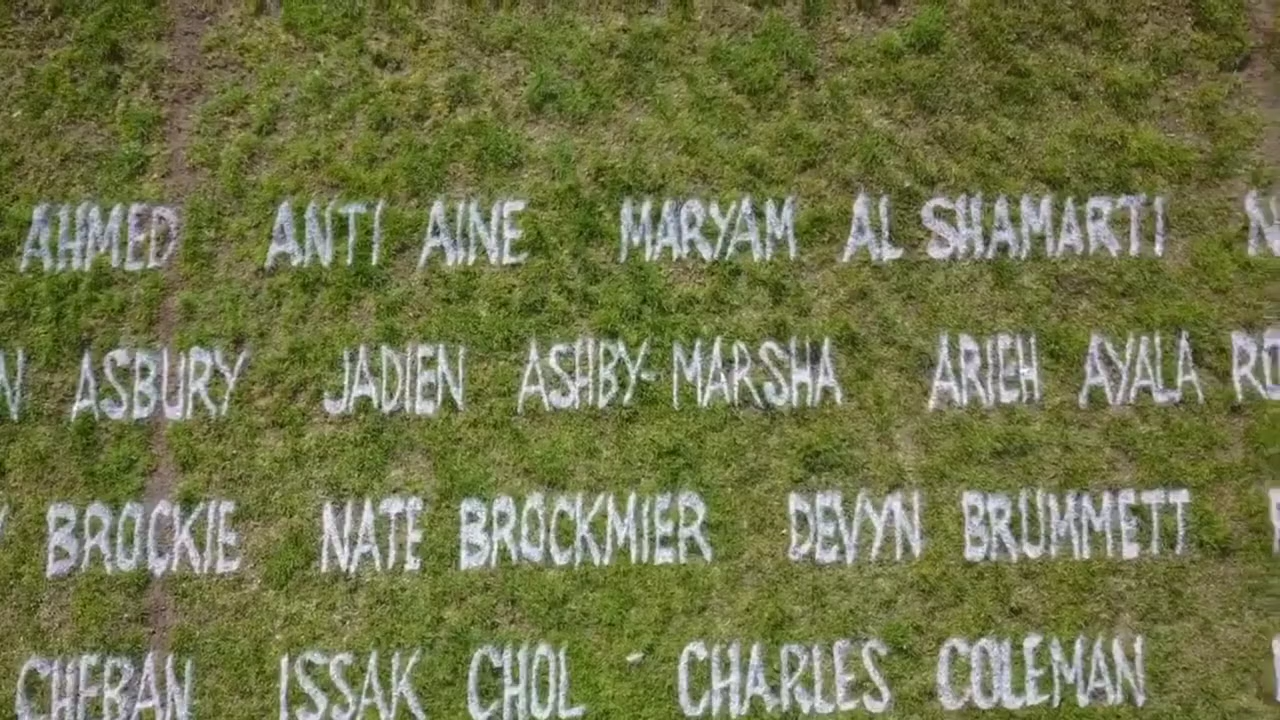 AHMED ANTI AINE MARYAM AL SHAMARTI
ASBURY JADIEN ASHBY-MARSHA ARICH AYALA
BROCKIE NATE BROCKMIER DEVYN BRUMMETT
CHEBAN ISSAK CHOL CHARLES COLEMAN